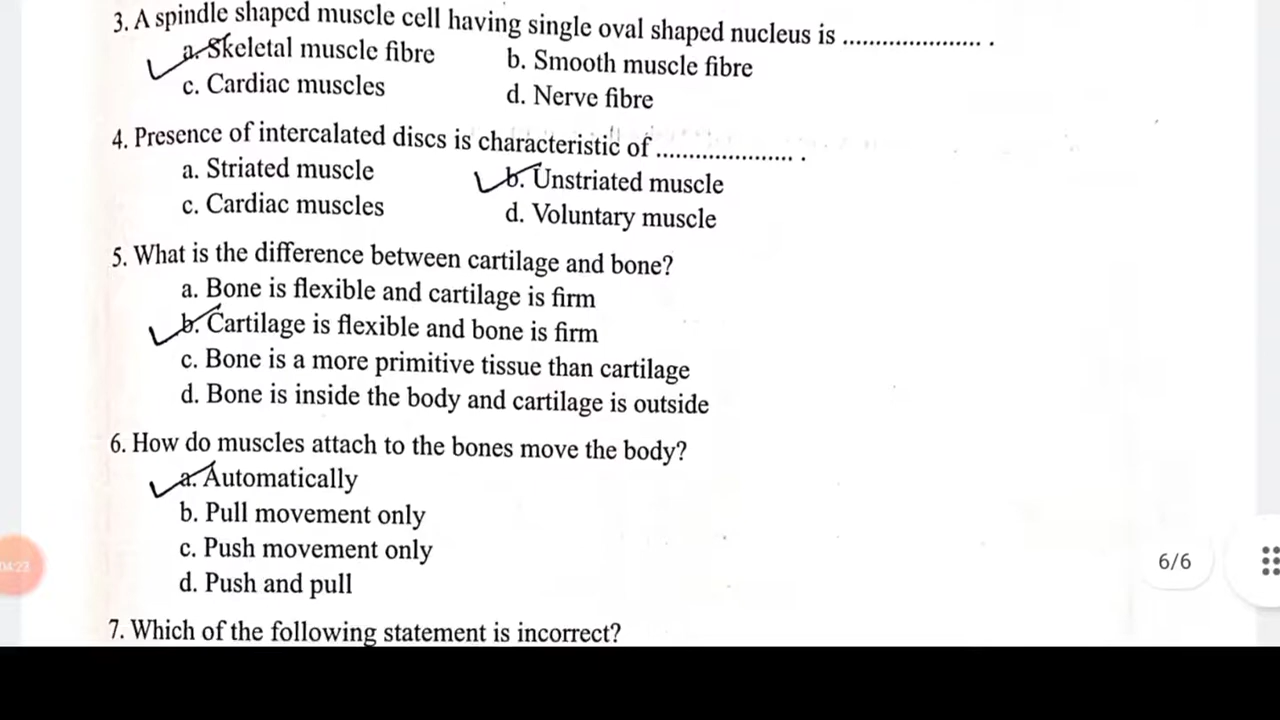 3. A spindle shaped muscle cell having single oval shaped nucleus is ..................... .
a. Skeletal muscle fibre b. Smooth muscle fibre
c. Cardiac muscles d. Nerve fibre
4. Presence of intercalated discs is characteristic of ..................... .
a. Striated muscle b. Unstriated muscle
c. Cardiac muscles d. Voluntary muscle
5. What is the difference between cartilage and bone?
a. Bone is flexible and cartilage is firm
b. Cartilage is flexible and bone is firm
c. Bone is a more primitive tissue than cartilage
d. Bone is inside the body and cartilage is outside
6. How do muscles attach to the bones move the body?
a. Automatically
b. Pull movement only
c. Push movement only
d. Push and pull
04:23
6/6
7. Which of the following statement is incorrect?